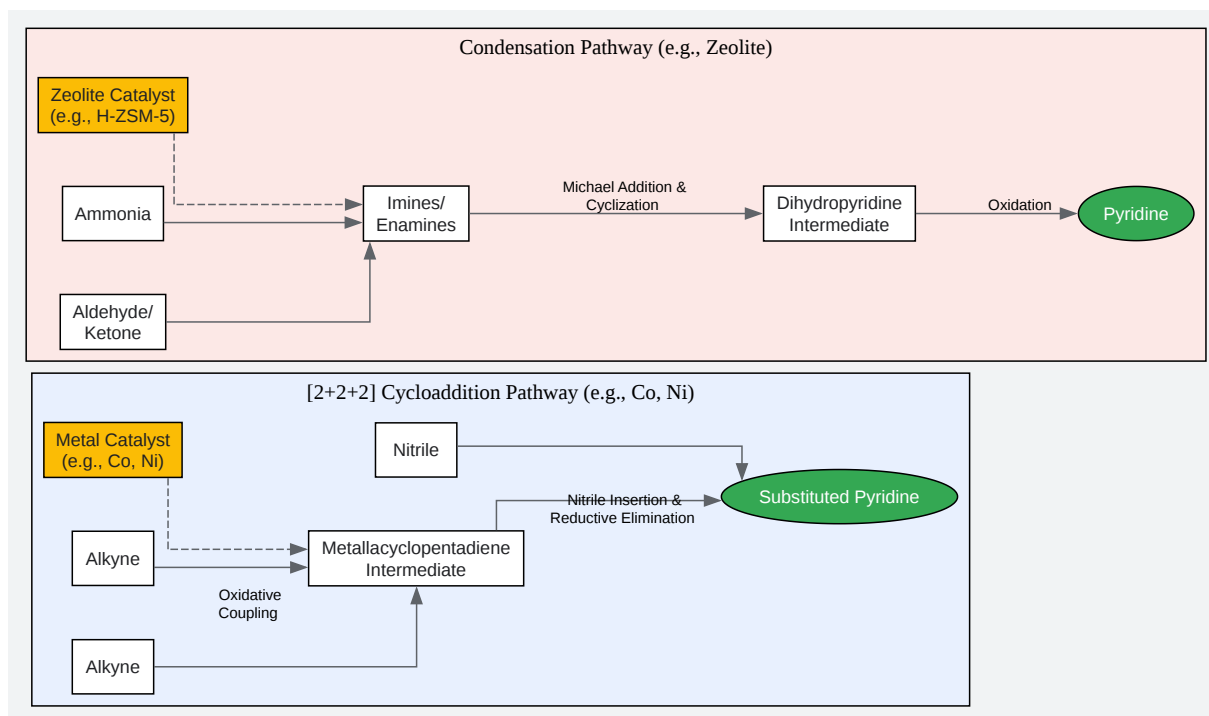 Condensation Pathway (e.g., Zeolite)
Zeolite Catalyst
(e.g., H-ZSM-5)
Ammonia
Aldehyde/
Ketone
Imines/
Enamines
Michael Addition &
Cyclization
Dihydropyridine
Intermediate
Oxidation
Pyridine
[2+2+2] Cycloaddition Pathway (e.g., Co, Ni)
Metal Catalyst
(e.g., Co, Ni)
Nitrile
Alkyne
Oxidative
Coupling
Alkyne
Metallacyclopentadiene
Intermediate
Nitrile Insertion &
Reductive Elimination
Substituted Pyridine